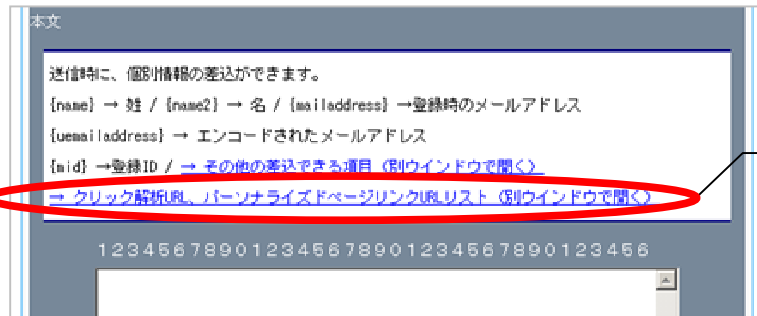 本文
送信時に、個別情報の差込ができます。
{name} → 姓 / {name2} → 名 / {mailaddress} →登録時のメールアドレス
{uemailaddress} → エンコードされたメールアドレス
{mid} →登録ID / → その他の差込できる項目（別ウインドウで開く）
→ クリック解析URL、パーソナライズドページリンクURLリスト（別ウインドウで開く）
1234567890123456789012345678901234567890123456